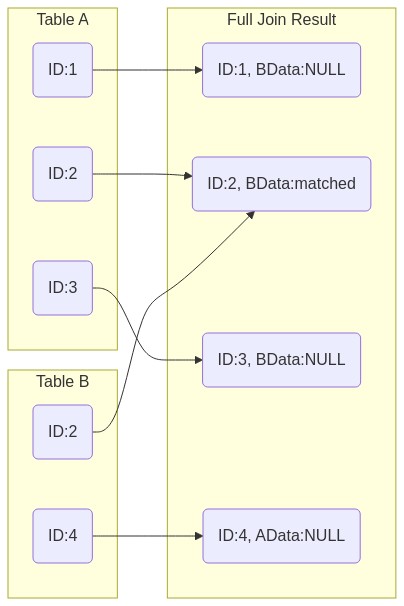 Table A
ID:1
ID:2
ID:3
Table B
ID:2
ID:4
Full Join Result
ID:1, BData:NULL
ID:2, BData:matched
ID:3, BData:NULL
ID:4, AData:NULL